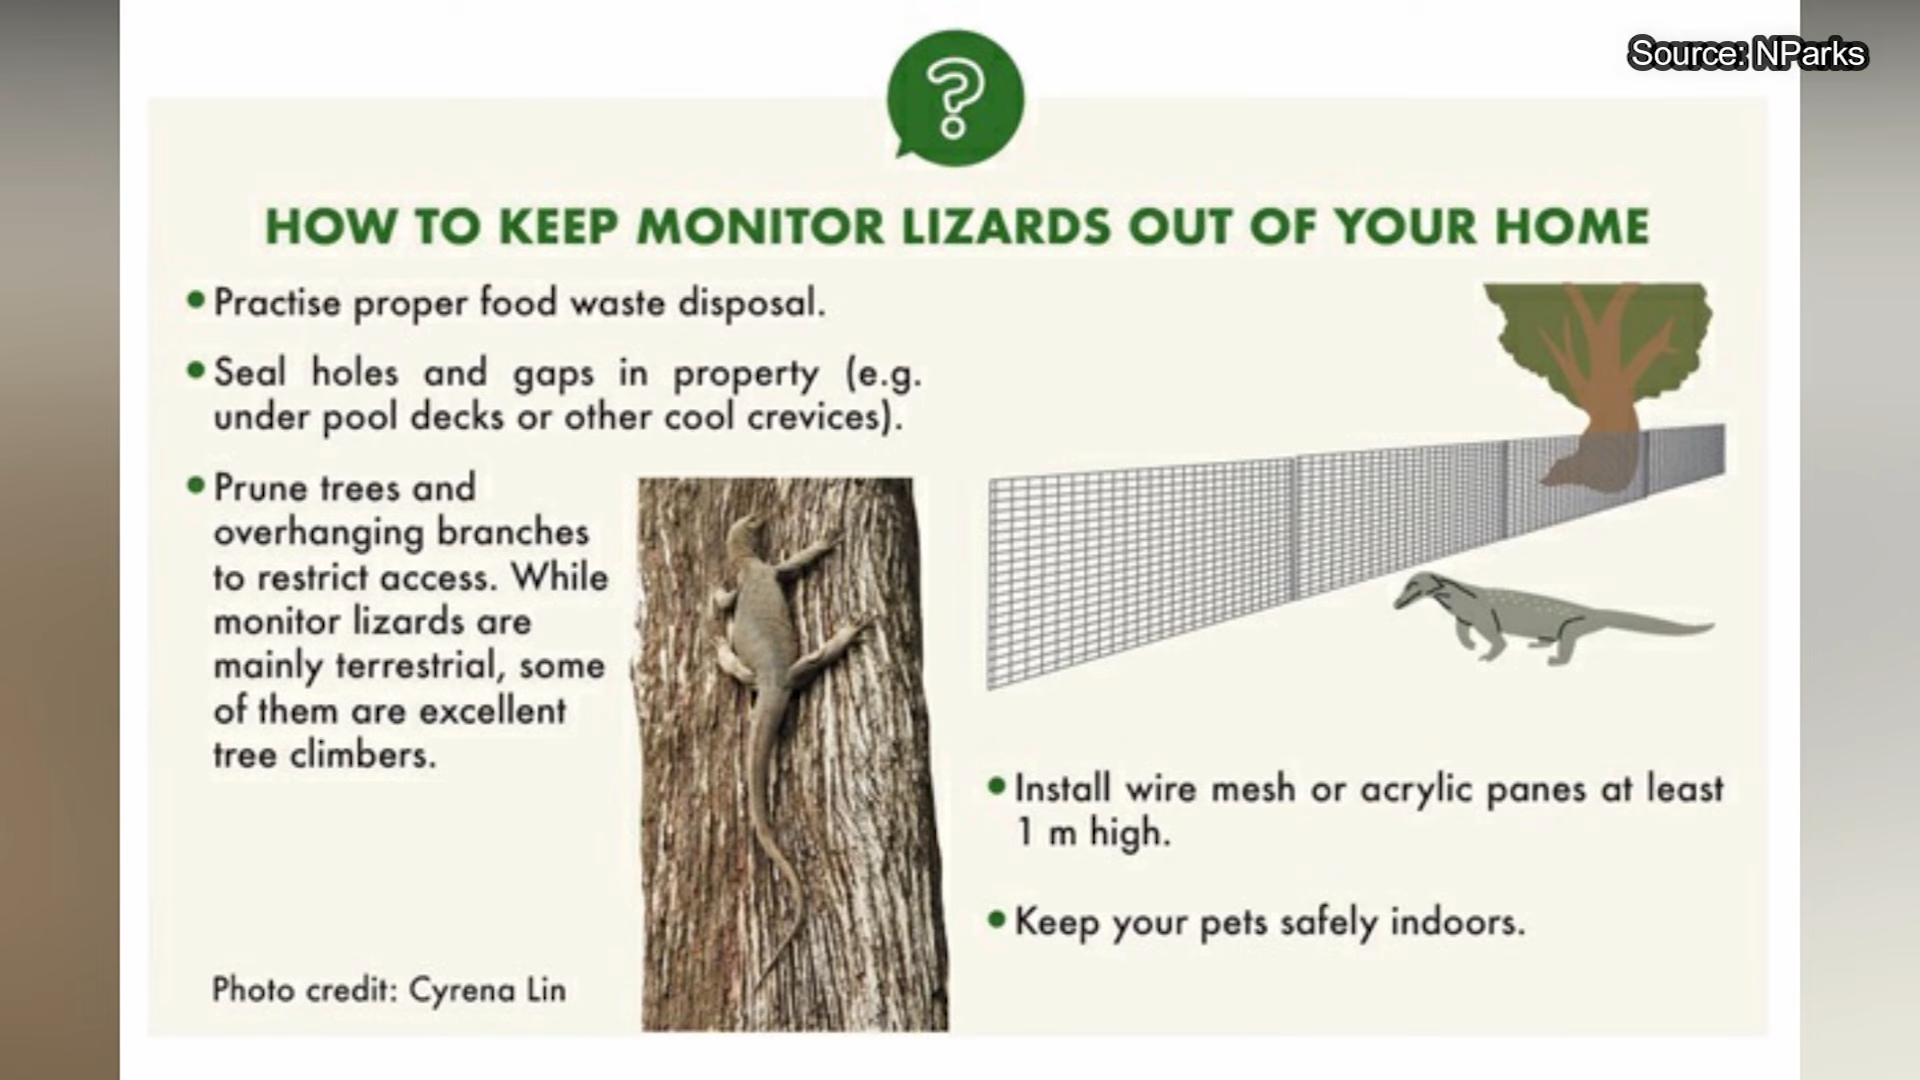 Source: NParks
?
HOW TO KEEP MONITOR LIZARDS OUT OF YOUR HOME
• Practise proper food waste disposal.
• Seal holes and gaps in property (e.g.
under pool decks or other cool crevices).
• Prune trees and
overhanging branches
to restrict access. While
monitor lizards are
mainly terrestrial, some
of them are excellent
tree climbers.
Photo credit: Cyrena Lin
• Install wire mesh or acrylic panes at least
1 m high.
• Keep your pets safely indoors.